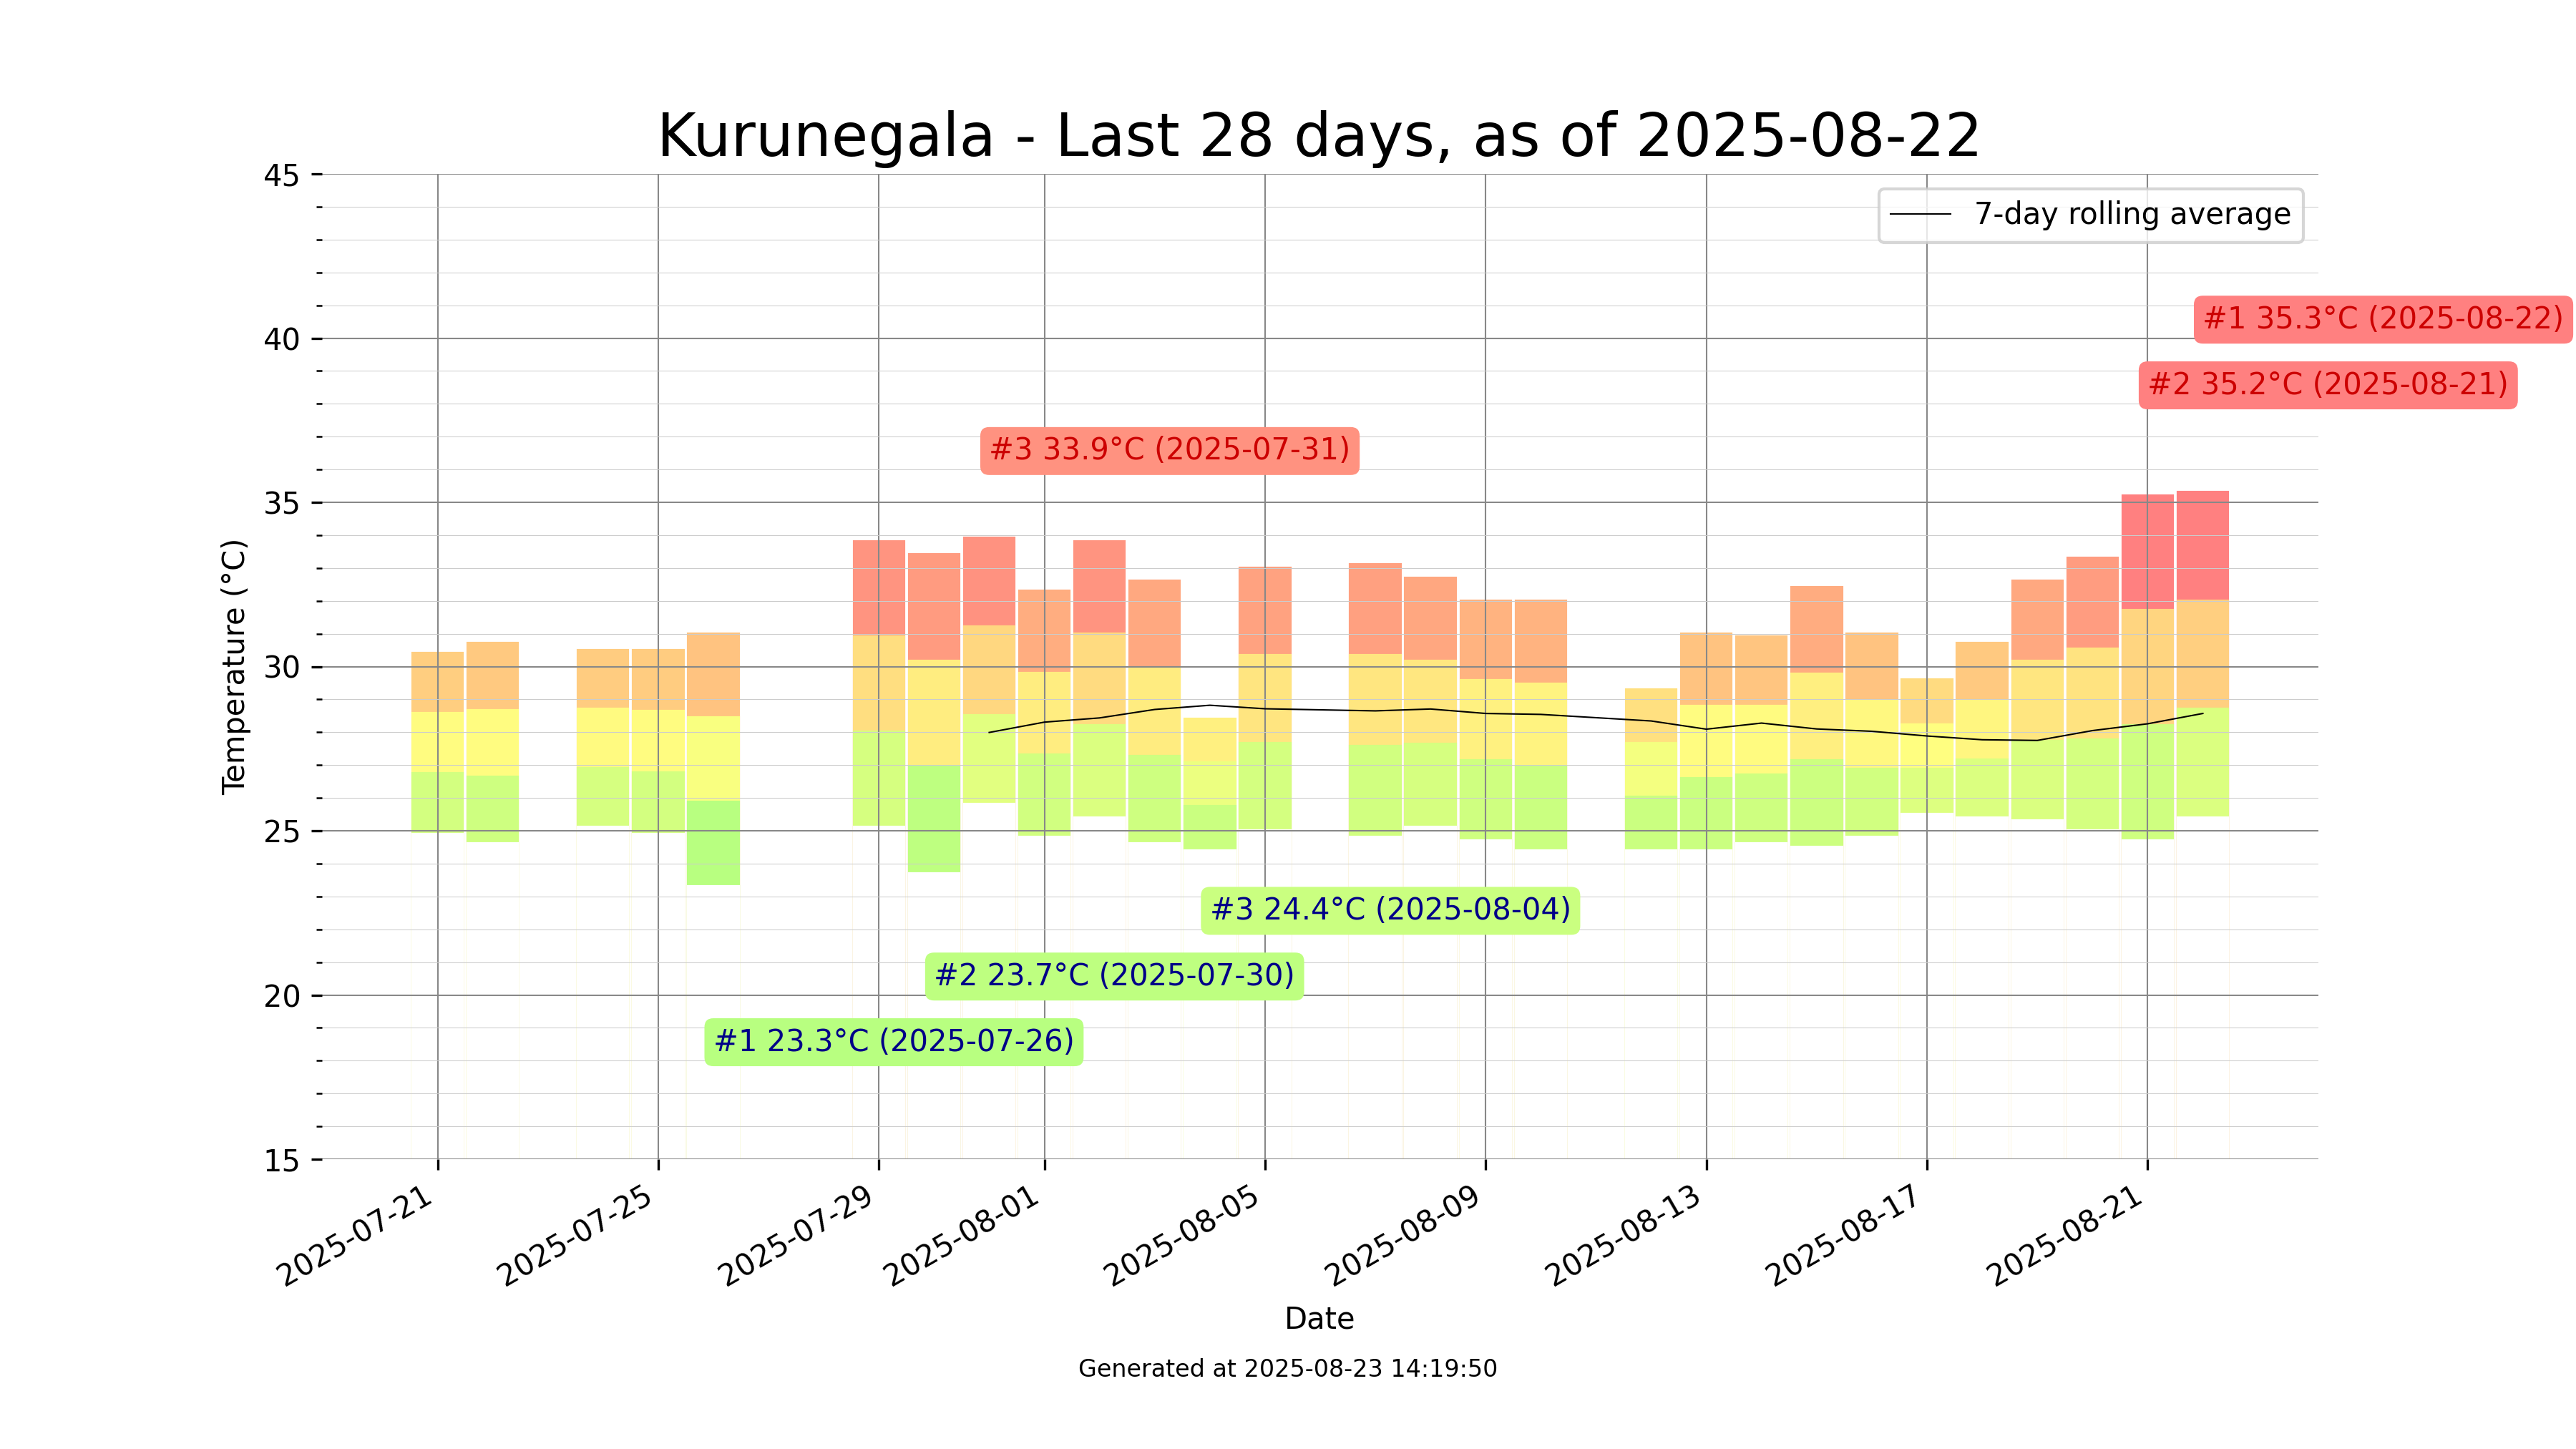 Kurunegala - Last 28 days, as of 2025-08-22
45
7-day rolling average
#1 35.3°C (2025-08-22)
40
#2 35.2°C (2025-08-21)
#3 33.9°C (2025-07-31)
35
Temperature (°C)
30
25
#3 24.4°C (2025-08-04)
#2 23.7°C (2025-07-30)
20
#1 23.3°C (2025-07-26)
15
2025-07-21
2025-07-25
2025-07-29
2025-08-01
2025-08-05
2025-08-09
2025-08-13
2025-08-17
2025-08-21
Date
Generated at 2025-08-23 14:19:50